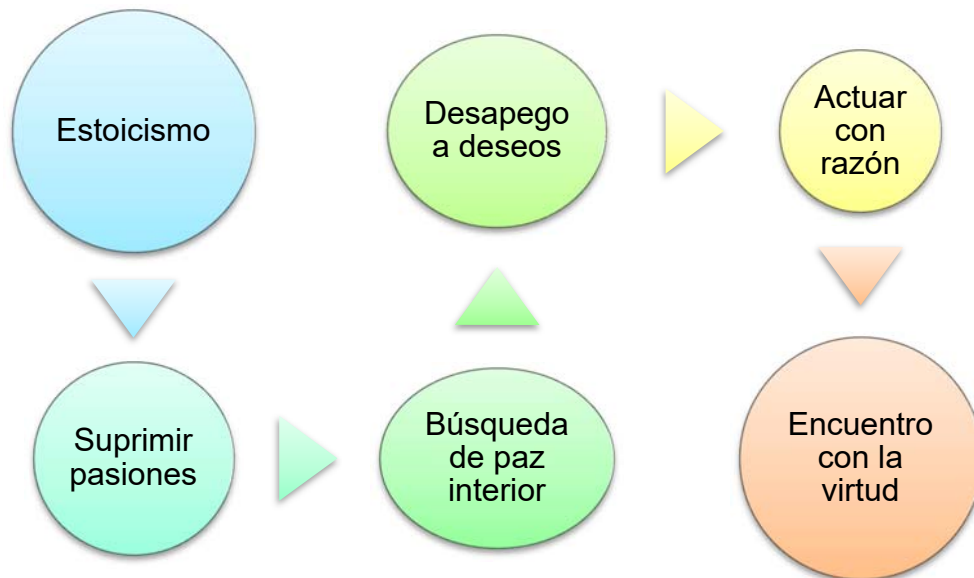 Estoicismo
Suprimir
pasiones
Búsqueda
de paz
interior
Desapego
a deseos
Actuar
con
razón
Encuentro
con la
virtud